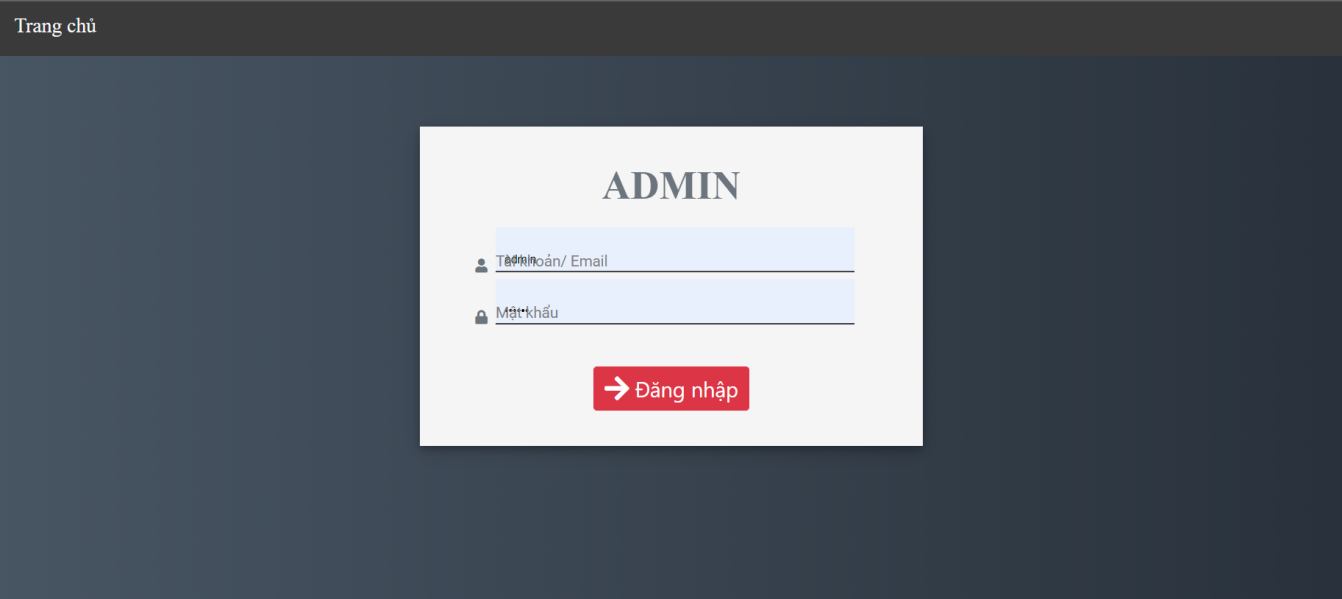 Trang chủ
ADMIN
admin
Tài khoản/ Email
Mật khẩu
Đăng nhập